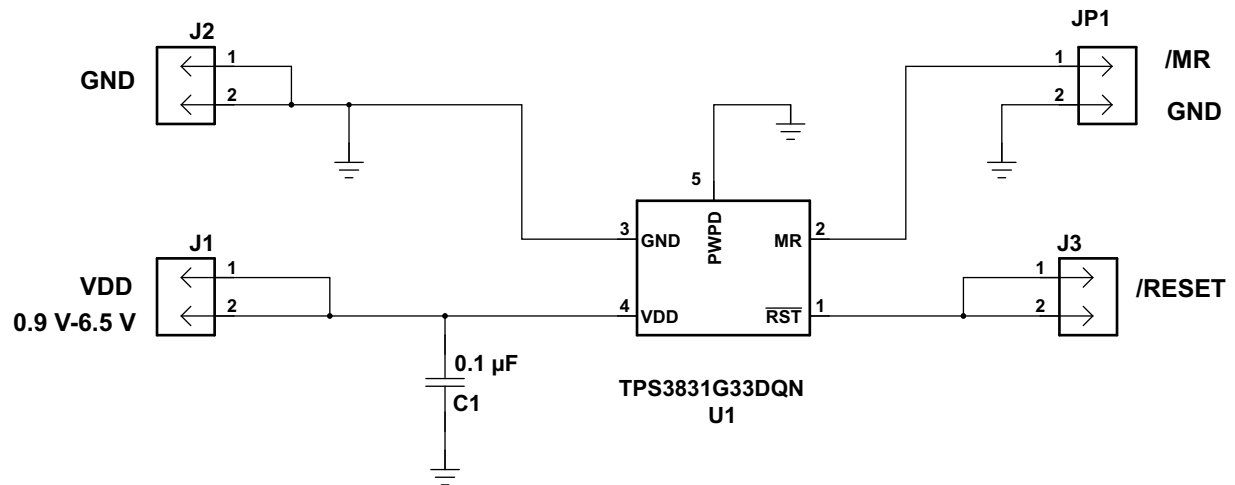 J2
1
2
GND
JP1
1
2
/MR
GND
5
PWPD
3
GND
MR
2
4
VDD
RST
1
TPS3831G33DQN
U1
J1
1
2
VDD
0.9 V-6.5 V
0.1 µF
C1
J3
1
2
/RESET